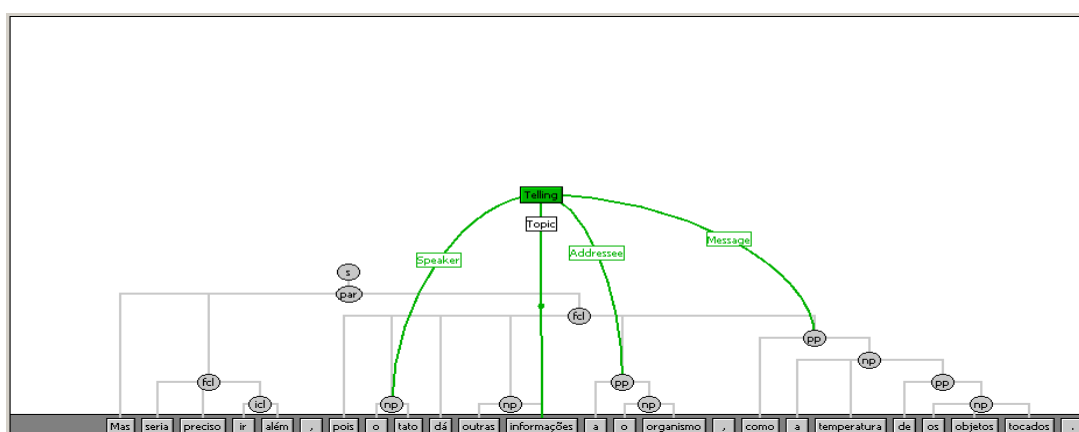 Telling
Topic
Speaker Addressee Message
s
par
fcl
pp
np
fcl pp pp
icl np np np np
Mas seria preciso ir além , pois o tato dá outras informações a o organismo , como a temperatura de os objetos tocados .